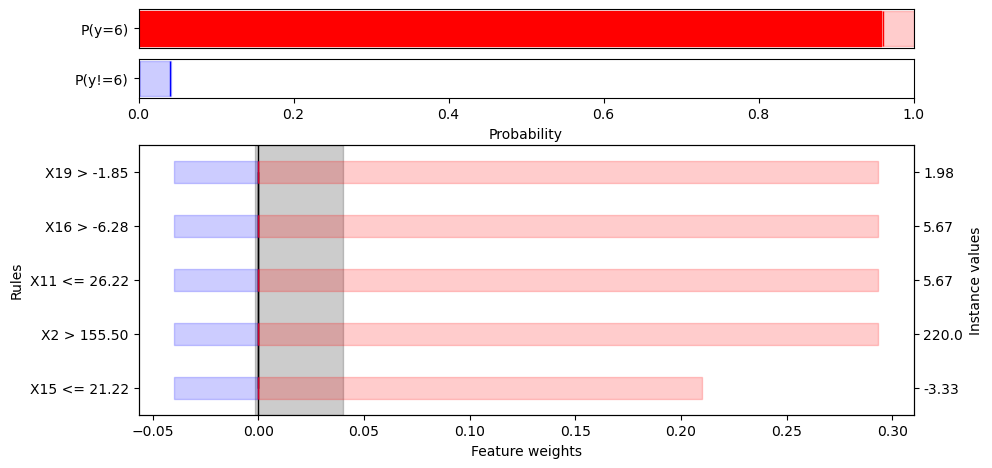 P(y=6)
P(y!=6)
0.0 0.2 0.4 0.6 0.8 1.0
Probability
X19 > -1.85 1.98
X16 > -6.28 5.67
X11 <= 26.22 5.67
X2 > 155.50 220.0
X15 <= 21.22 -3.33
Rules
Instance values
−0.05 0.00 0.05 0.10 0.15 0.20 0.25 0.30
Feature weights